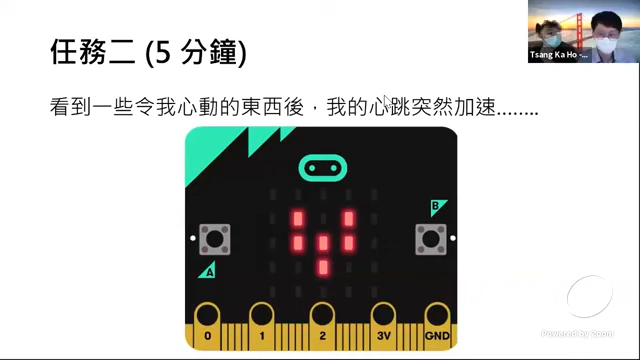 任務二 (5 分鐘)
Tsang Ka Ho -...
看到一些令我心動的東西後，我的心跳突然加速........
B
A
0 1 2 3V GND
Powered by Zoom